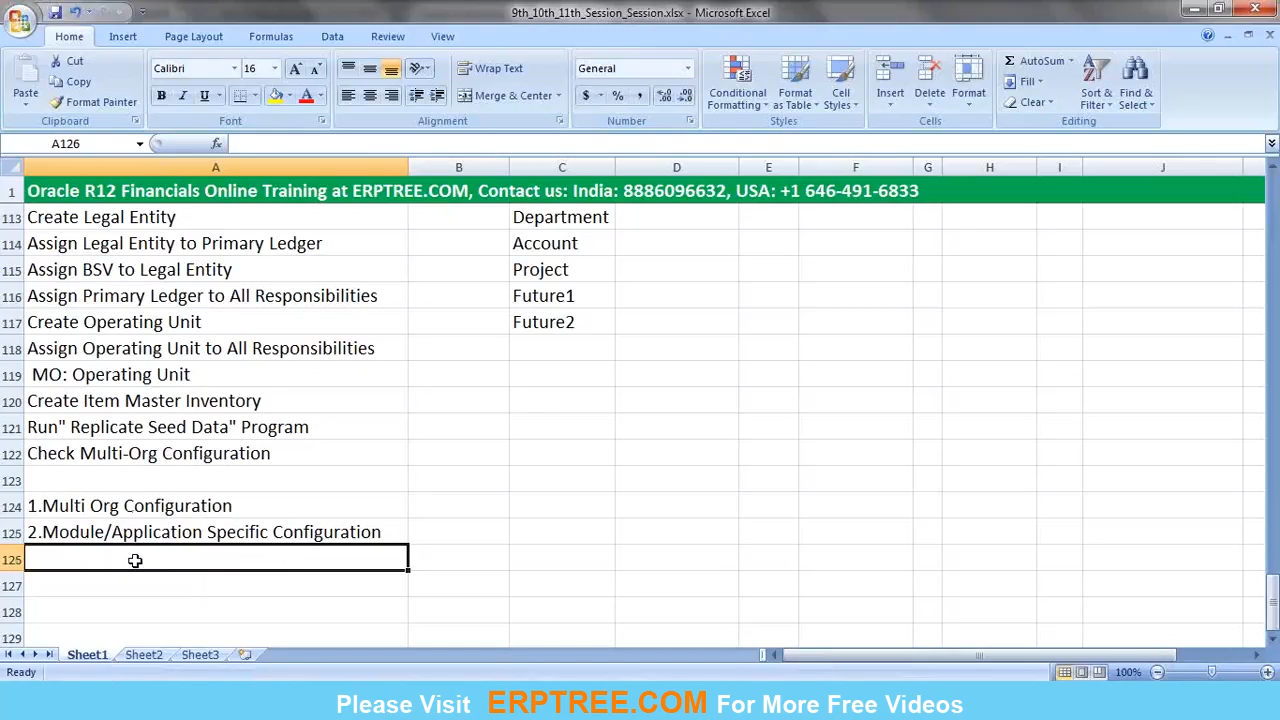 9th_10th_11th_Session_Session.xlsx - Microsoft Excel
Home Insert Page Layout Formulas Data Review View
Paste Cut Copy Format Painter Clipboard
Calibri 16 A A B I U A Font
Wrap Text Merge & Center Alignment
General $ % , Number
Conditional Formatting Format as Table Cell Styles Styles
Insert Delete Format Cells
Σ AutoSum Fill Clear Sort & Filter Find & Select Editing
A126 fx
A B C D E F G H I J
1 Oracle R12 Financials Online Training at ERPTREE.COM, Contact us: India: 8886096632, USA: +1 646-491-6833
113 Create Legal Entity Department
114 Assign Legal Entity to Primary Ledger Account
115 Assign BSV to Legal Entity Project
116 Assign Primary Ledger to All Responsibilities Future1
117 Create Operating Unit Future2
118 Assign Operating Unit to All Responsibilities
119 MO: Operating Unit
120 Create Item Master Inventory
121 Run" Replicate Seed Data" Program
122 Check Multi-Org Configuration
123
124 1.Multi Org Configuration
125 2.Module/Application Specific Configuration
126
127
128
129
Sheet1 Sheet2 Sheet3
Ready 100%
Please Visit ERPTREE.COM For More Free Videos